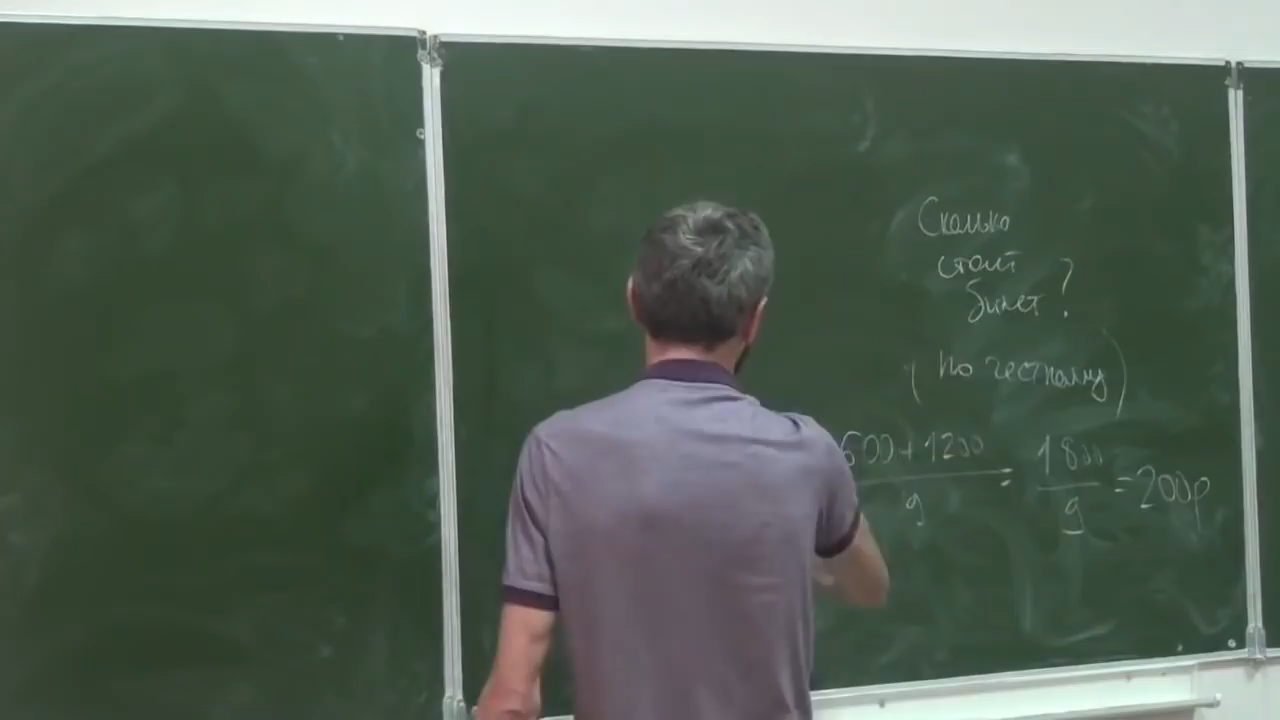 Сколько
стоит
билет?
(по честному)
600+1200 = 1800 = 200р
9 9